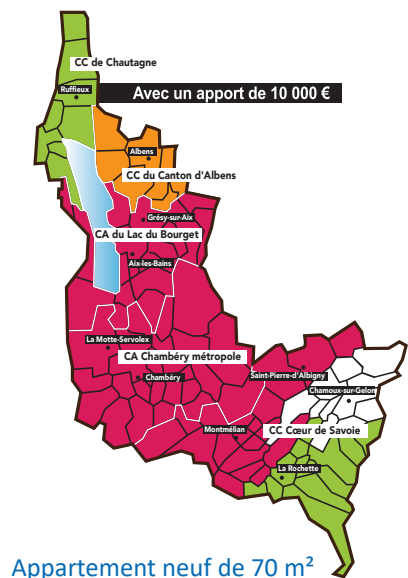 CC de Chautagne
Ruffieux
Avec un apport de 10 000 €
Albens
CC du Canton d'Albens
Grésy-sur-Aix
CA du Lac du Bourget
Aix-les-Bains
La Motte-Servolex
CA Chambéry métropole
Saint-Pierre-d'Albigny
Chambéry
Chamoux-sur-Gelon
Montmélian
CC Cœur de Savoie
La Rochette
Appartement neuf de 70 m²